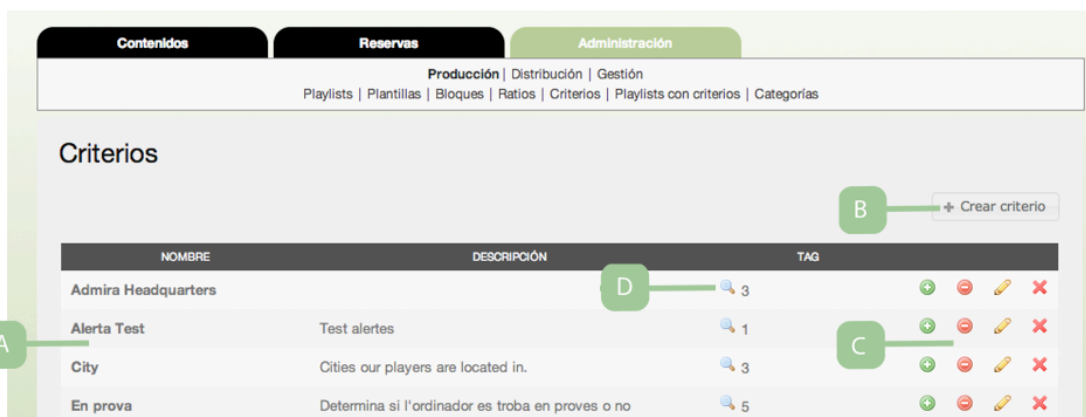 Contenidos Reservas Administración
Producción | Distribución | Gestión
Playlists | Plantillas | Bloques | Ratios | Criterios | Playlists con criterios | Categorías
Criterios
B + Crear criterio
NOMBRE DESCRIPCIÓN TAG
Admira Headquarters D 3
Alerta Test Test alertes 1
A C
City Cities our players are located in. 3
En prova Determina si l'ordinador es troba en proves o no 5